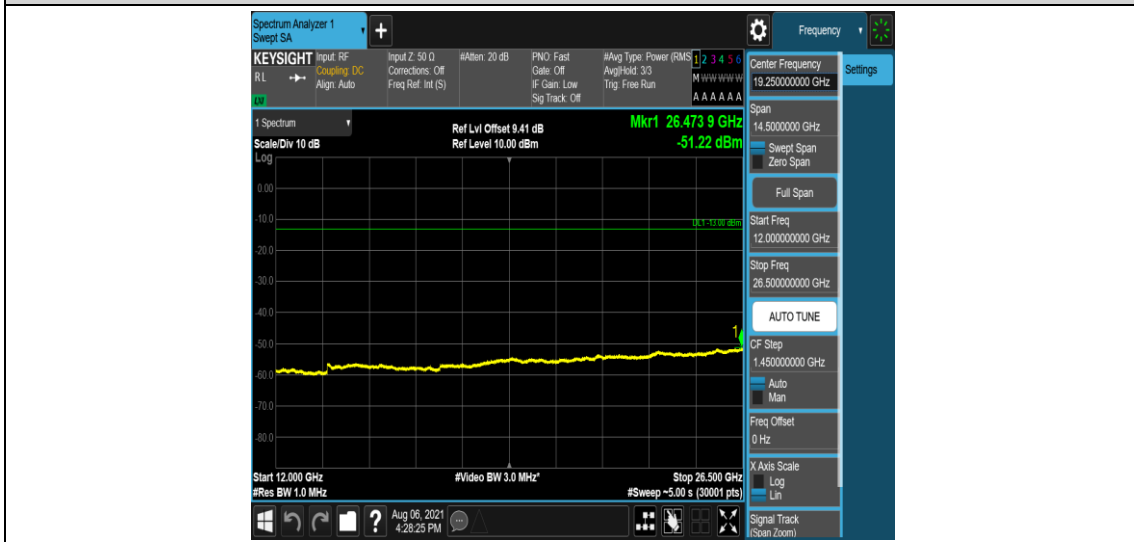 Spectrum Analyzer 1
Swept SA
+
Frequency
KEYSIGHT
RL
Input: RF
Coupling: DC
Align: Auto
Input Z: 50 Ω
Corrections: Off
Freq Ref: Int (S)
#Atten: 20 dB
PNO: Fast
Gate: Off
IF Gain: Low
Sig Track: Off
#Avg Type: Power (RMS
Avg|Hold: 3/3
Trig: Free Run
1 2 3 4 5 6
M W W W W W
A A A A A A
1 Spectrum
Scale/Div 10 dB
Log
Ref Lvl Offset 9.41 dB
Ref Level 10.00 dBm
Mkr1 26.473 9 GHz
-51.22 dBm
0.00
-10.0
DL1 -13.00 dBm
-20.0
-30.0
-40.0
1
-50.0
-60.0
-70.0
-80.0
Start 12.000 GHz
#Res BW 1.0 MHz
#Video BW 3.0 MHz*
Stop 26.500 GHz
#Sweep ~5.00 s (30001 pts)
Aug 06, 2021
4:28:25 PM
?
Center Frequency
19.250000000 GHz
Settings
Span
14.5000000 GHz
Swept Span
Zero Span
Full Span
Start Freq
12.000000000 GHz
Stop Freq
26.500000000 GHz
AUTO TUNE
CF Step
1.450000000 GHz
Auto
Man
Freq Offset
0 Hz
X Axis Scale
Log
Lin
Signal Track
(Span Zoom)